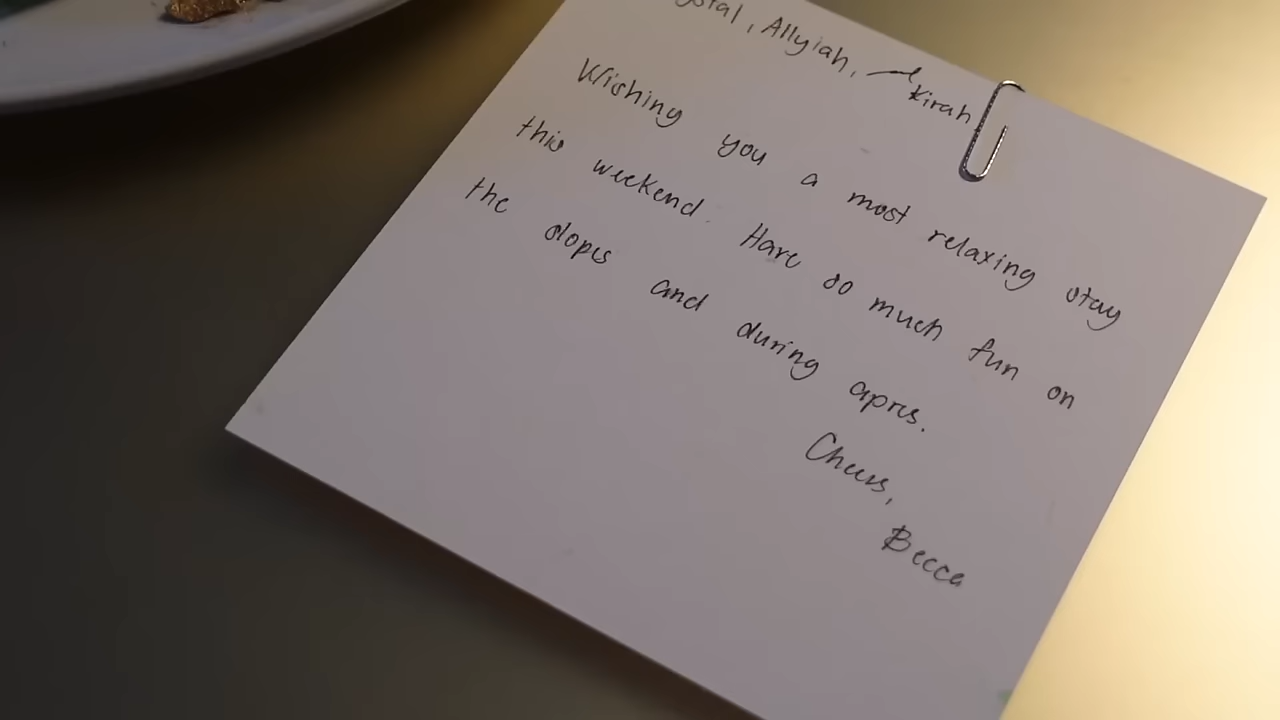 Allyiah,
Kirah
Wishing you a most relaxing stay
this weekend. Have so much fun on
the slopes and during apres.
Cheers,
Becca